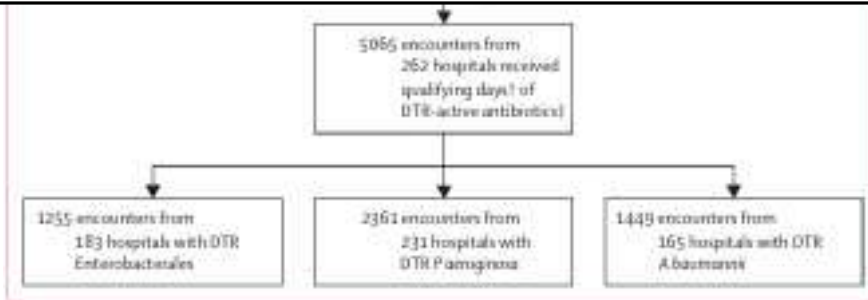 5065 encounters from
262 hospitals received
qualifying days† of
DTR-active antibiotics‡
1255 encounters from
183 hospitals with DTR
Enterobacterales
2361 encounters from
231 hospitals with
DTR P aeruginosa
1449 encounters from
165 hospitals with DTR
A baumannii